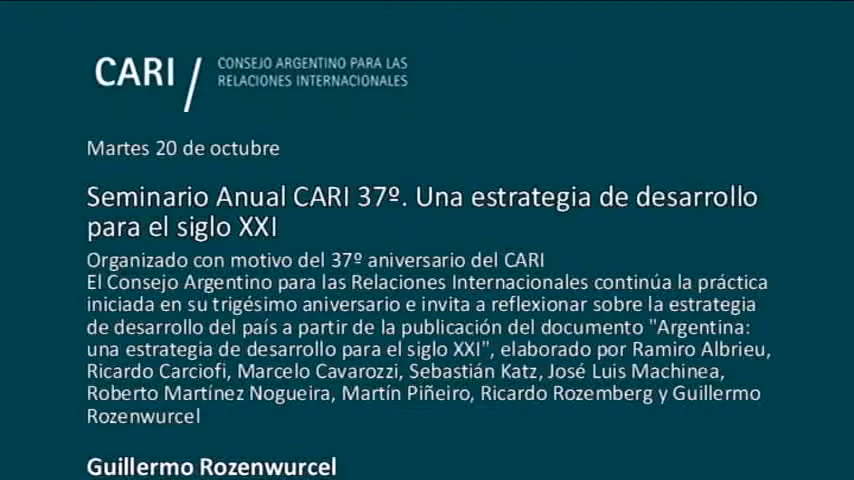 CARI
CONSEJO ARGENTINO PARA LAS
RELACIONES INTERNACIONALES
Martes 20 de octubre
Seminario Anual CARI 37º. Una estrategia de desarrollo
para el siglo XXI
Organizado con motivo del 37º aniversario del CARI
El Consejo Argentino para las Relaciones Internacionales continúa la práctica
iniciada en su trigésimo aniversario e invita a reflexionar sobre la estrategia
de desarrollo del país a partir de la publicación del documento "Argentina:
una estrategia de desarrollo para el siglo XXI", elaborado por Ramiro Albrieu,
Ricardo Carciofi, Marcelo Cavarozzi, Sebastián Katz, José Luis Machinea,
Roberto Martínez Nogueira, Martín Piñeiro, Ricardo Rozemberg y Guillermo
Rozenwurcel
Guillermo Rozenwurcel